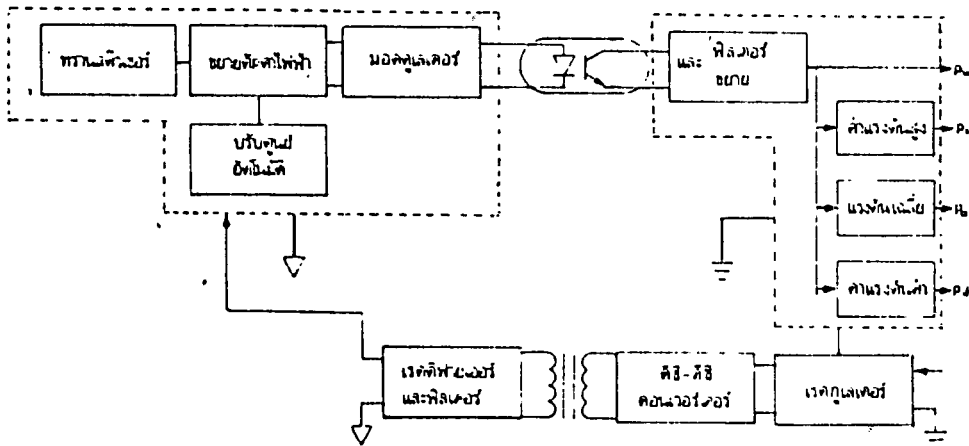 ทรานสดิวเซอร์
ขยายศักดาไฟฟ้า
มอดดูเลเตอร์
ปรับศูนย์
อัตโนมัติ
และ ฟิลเตอร์
ขยาย
ค่าแรงดันสูง
แรงดันเฉลี่ย
ค่าแรงดันต่ำ
เรคติฟายเออร์
และฟิลเตอร์
ดีซี-ดีซี
คอนเวอร์เตอร์
เรคกูเลเตอร์